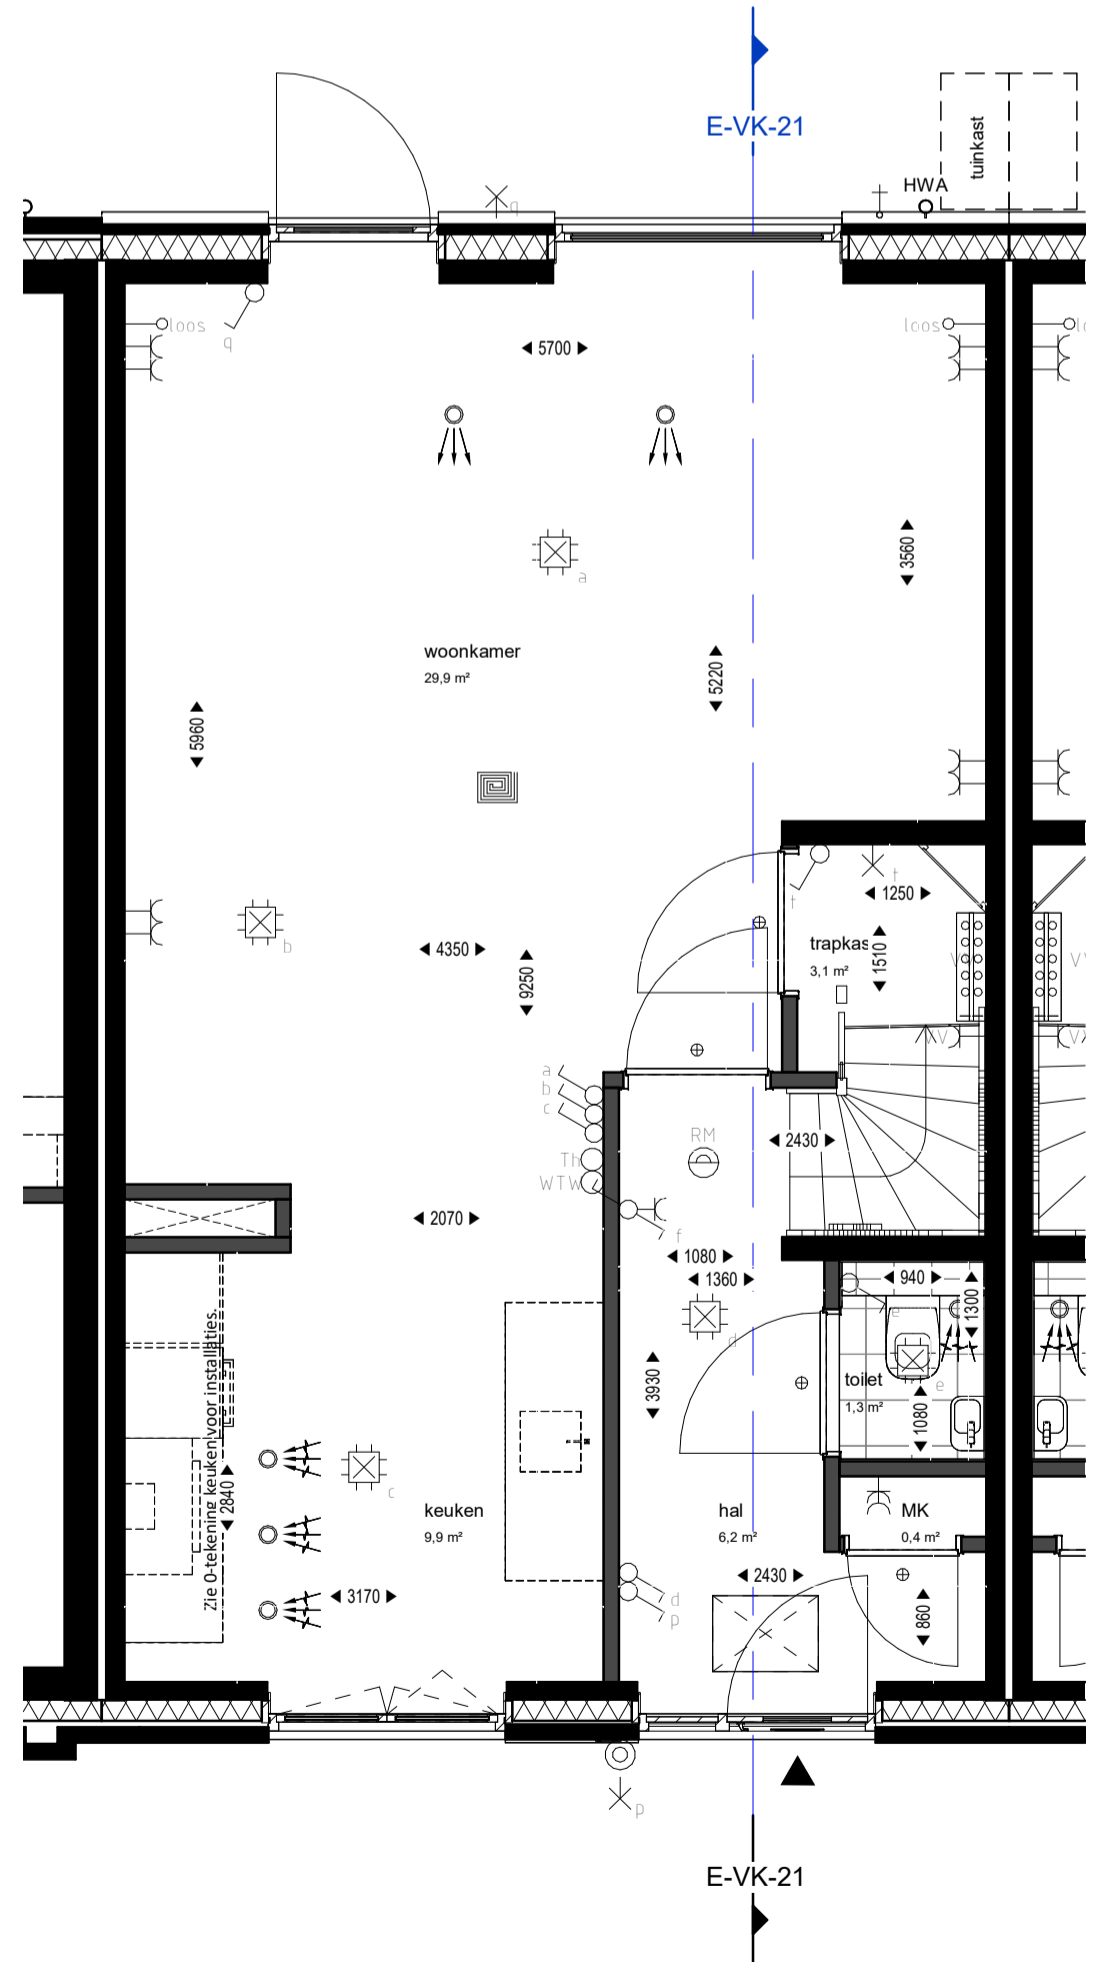 E-VK-21
tuinkast
HWA
q
loos
q
loos
5700
3560
a
woonkamer
29,9 m²
5220
5960
t
t
1250
b
4350
9250
trapkas
3,1 m²
1510
a
b
c
RM
2430
Th
WTW
f
2070
1080
1360
940
1300
e
d
e
toilet
1,3 m²
1080
3930
Zie 0-tekening keuken voor installaties.
2840
c
keuken
9,9 m²
hal
6,2 m²
MK
0,4 m²
3170
2430
d
p
860
p
E-VK-21